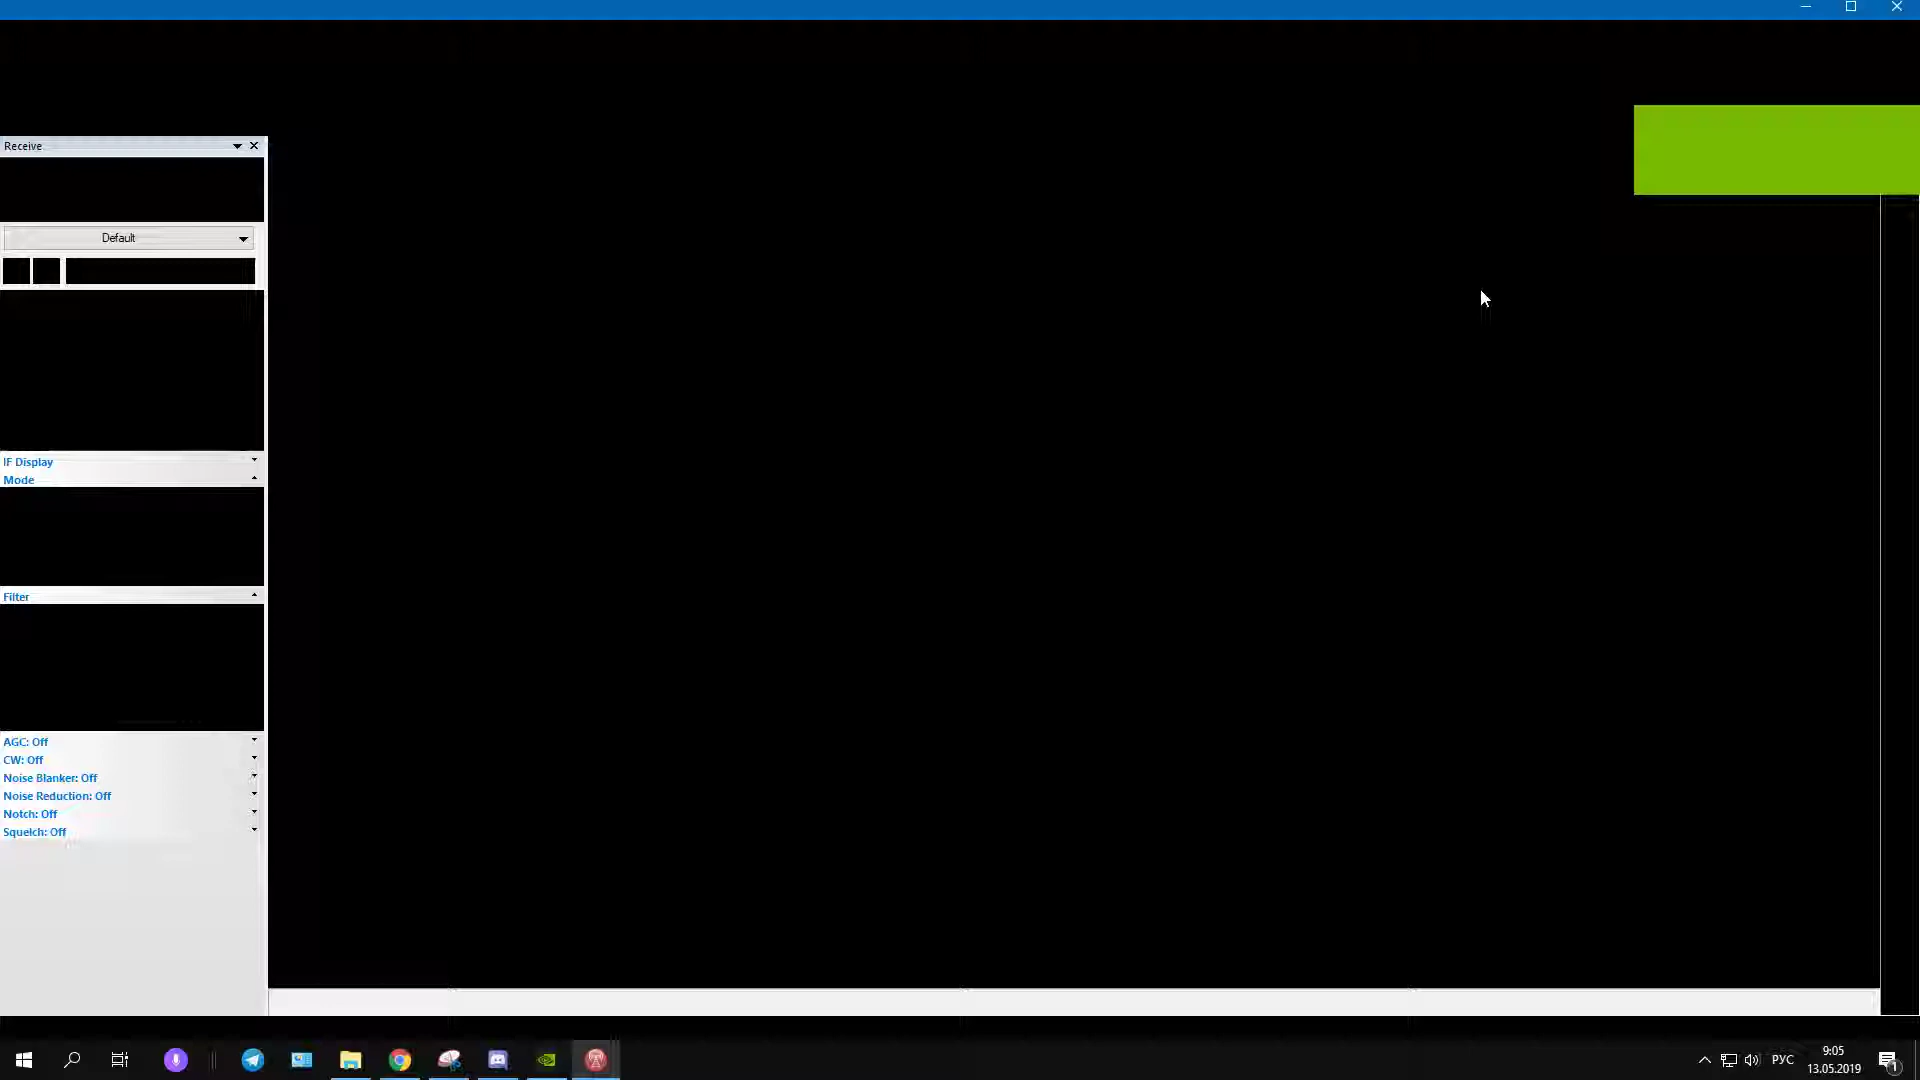 Receive
Default
IF Display
Mode
Filter
AGC: Off
CW: Off
Noise Blanker: Off
Noise Reduction: Off
Notch: Off
Squelch: Off
РУС
9:05
13.05.2019
1